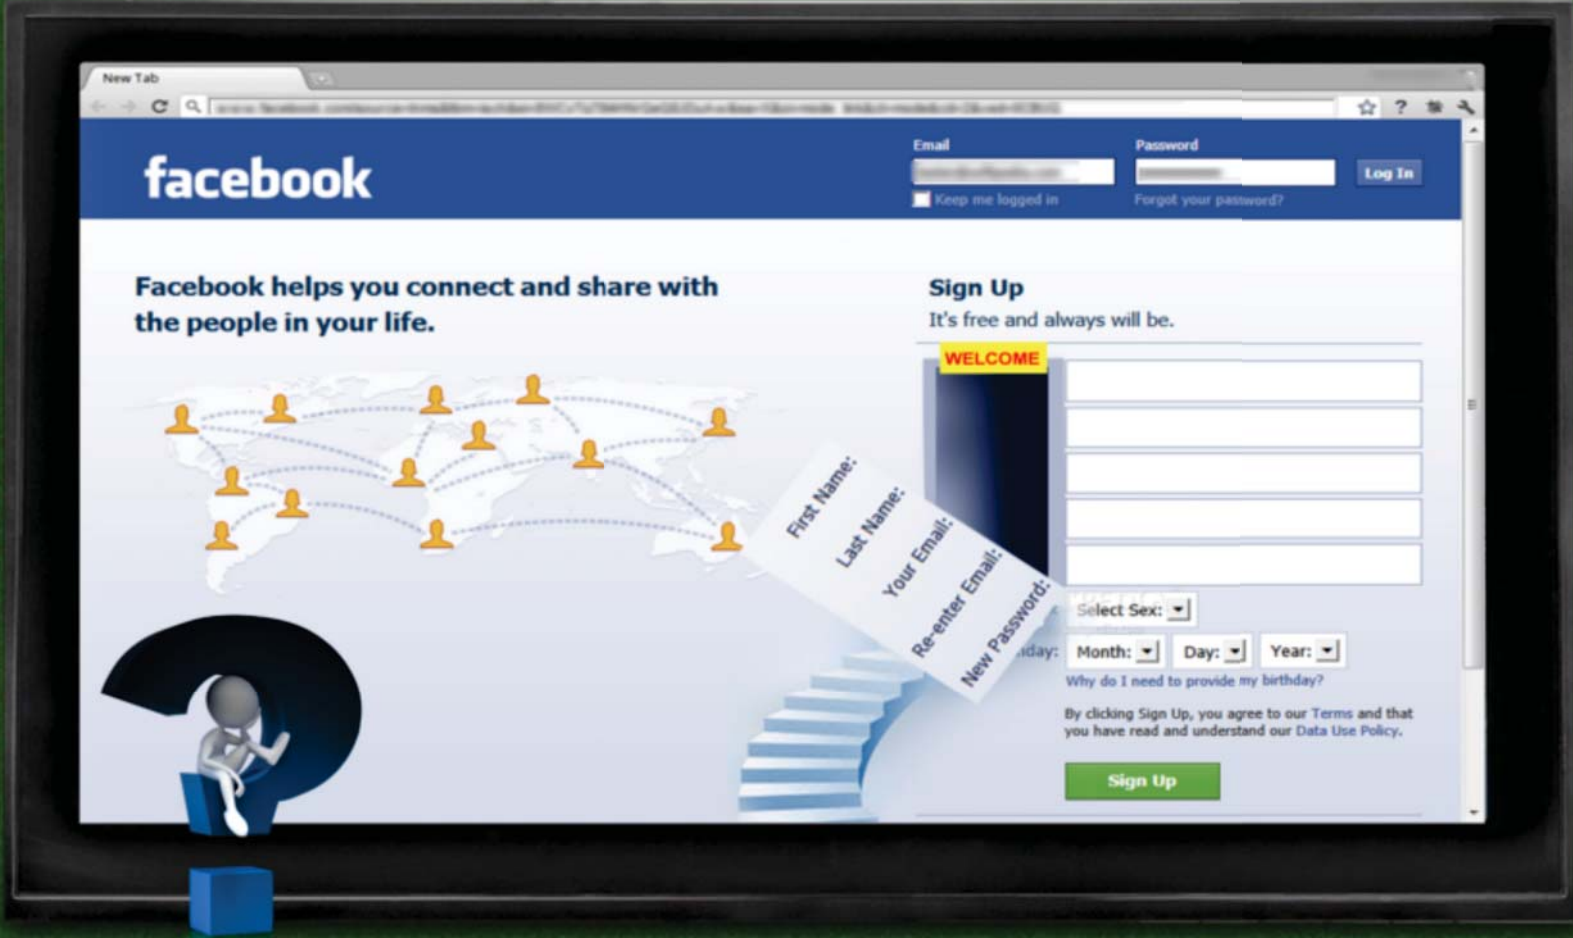 New Tab
facebook
Email
Password
Log In
Keep me logged in
Forgot your password?
Facebook helps you connect and share with
the people in your life.
Sign Up
It's free and always will be.
WELCOME
First Name:
Last Name:
Your Email:
Re-enter Email:
New Password:
Select Sex:
Month: Day: Year:
Why do I need to provide my birthday?
By clicking Sign Up, you agree to our Terms and that
you have read and understand our Data Use Policy.
Sign Up